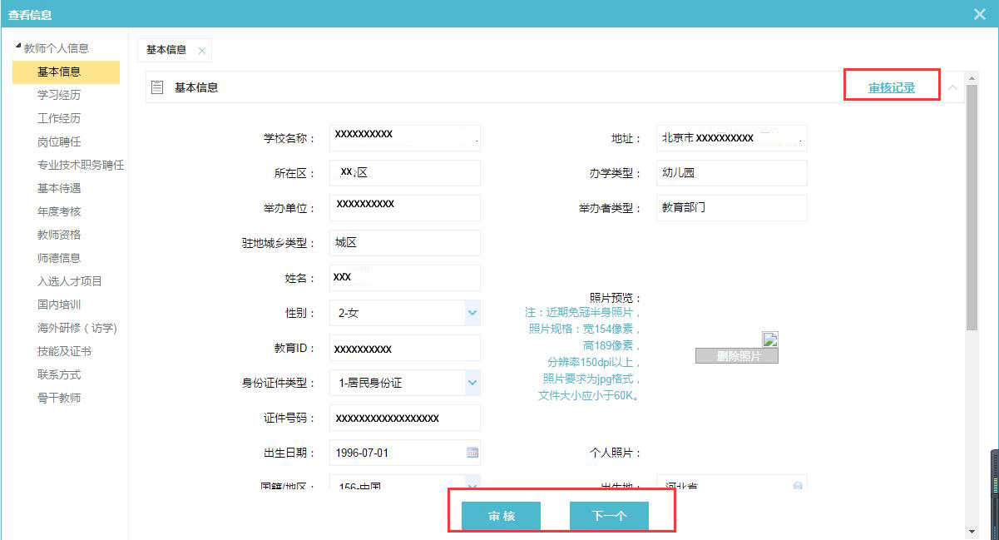 查看信息
教师个人信息
基本信息
学习经历
工作经历
岗位聘任
专业技术职务聘任
基本待遇
年度考核
教师资格
师德信息
入选人才项目
国内培训
海外研修（访学)
技能及证书
联系方式
骨干教师
基本信息
基本信息
审核记录
学校名称： XXXXXXXXXX 地址： 北京市XXXXXXXXXX
所在区： XX 区 办学类型： 幼儿园
举办单位： XXXXXXXXXX 举办者类型： 教育部门
驻地城乡类型： 城区
姓名： XXX
照片预览：
性别： 2-女
注：近期免冠半身照片，
照片规格：宽154像素，
高189像素，
分辨率150dpi以上，
照片要求为jpg格式，
文件大小应小于60K。
删除照片
教育ID： XXXXXXXXXX
身份证件类型： 1-居民身份证
证件号码： XXXXXXXXXXXXXXXXXX
出生日期： 1996-07-01 个人照片：
国籍/地区： 156-中国 出生地： 河北省
审 核 下一个